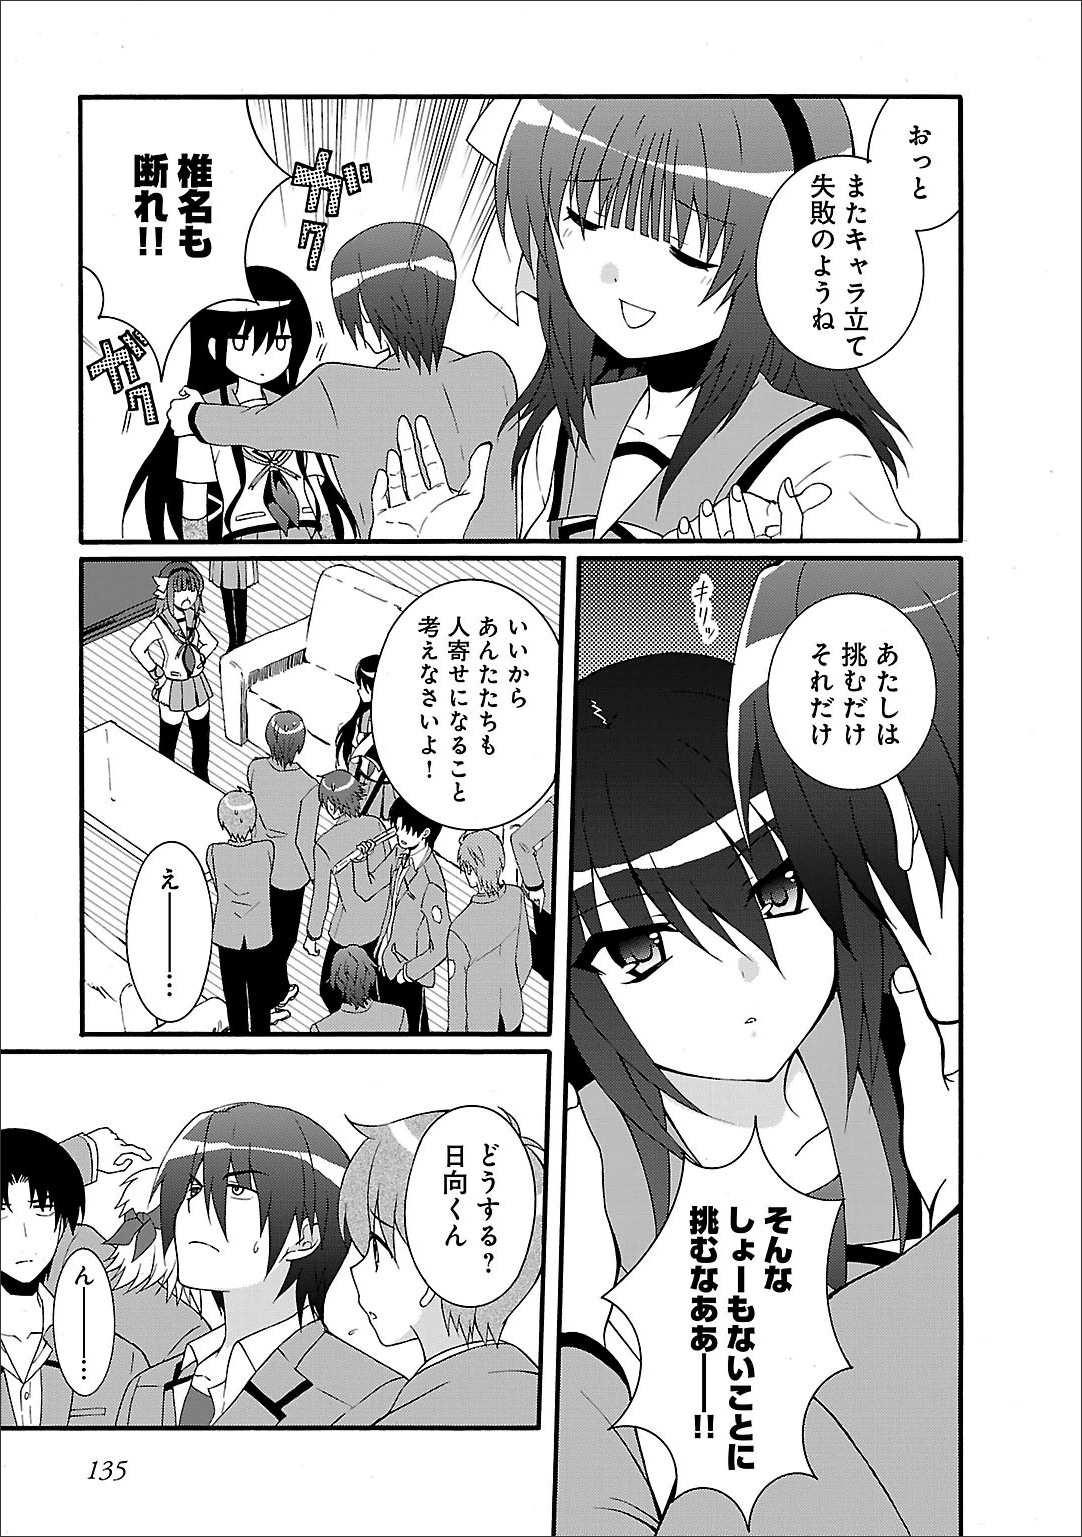 おっと
またキャラ立て
失敗のようね
椎名も
断れ!!
ガク
ガク
あたしは
挑むだけ
それだけ
キリッ
そんな
しょーもないことに
挑むなああ——!!
いいから
あんたたちも
人寄せになること
考えなさいよ!
え——…
どうする?
日向くん
ん——…
135